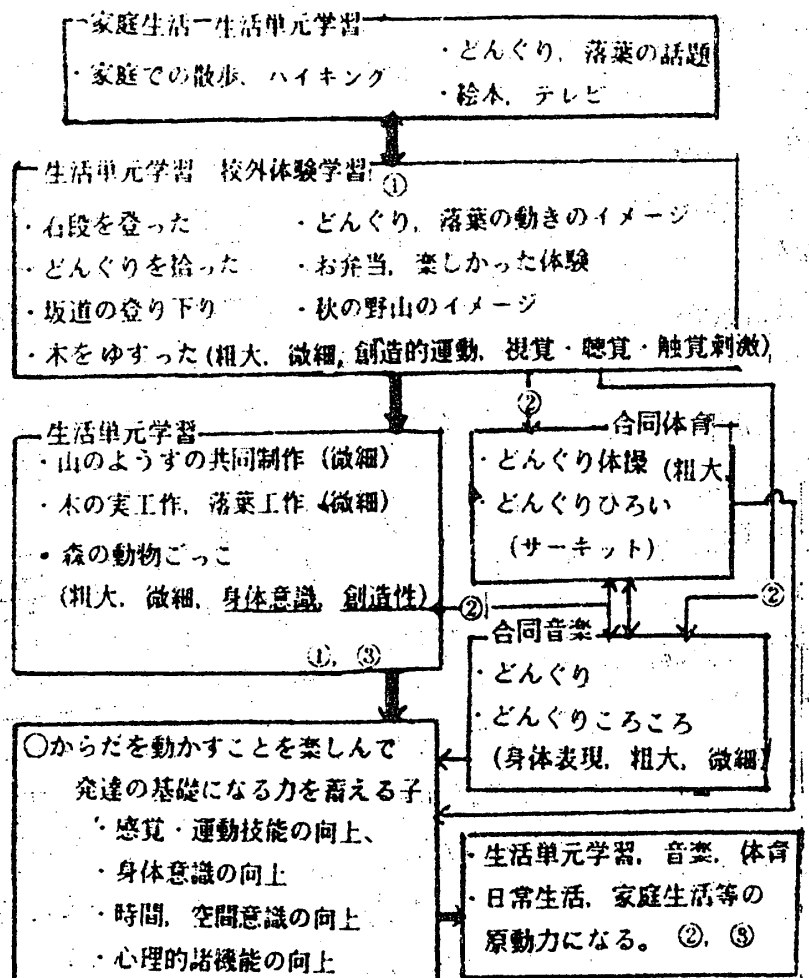 家庭生活-生活単元学習
・家庭での散歩、ハイキング
・どんぐり，落葉の話題
・絵本，テレビ
生活単元学習 校外体験学習
①
・石段を登った
・どんぐり，落葉の動きのイメージ
・どんぐりを拾った
・お弁当，楽しかった体験
・坂道の登り下り
・秋の野山のイメージ
・木をゆすった(粗大，微細，創造的運動，視覚・聴覚・触覚刺激)
②
生活単元学習
・山のようすの共同制作(微細)
・木の実工作，落葉工作(微細)
・森の動物ごっこ
(粗大，微細，身体意識，創造性)
①，③
合同体育
・どんぐり体操(粗大，
・どんぐりひろい
(サーキット)
②
②
合同音楽
・どんぐり
・どんぐりころころ
(身体表現，粗大，微細)
○からだを動かすことを楽しんで
発達の基礎になる力を蓄える子
・感覚・運動技能の向上、
・身体意識の向上
・時間，空間意識の向上
・心理的諸機能の向上
・生活単元学習，音楽，体育
・日常生活，家庭生活等の
原動力になる。②，③